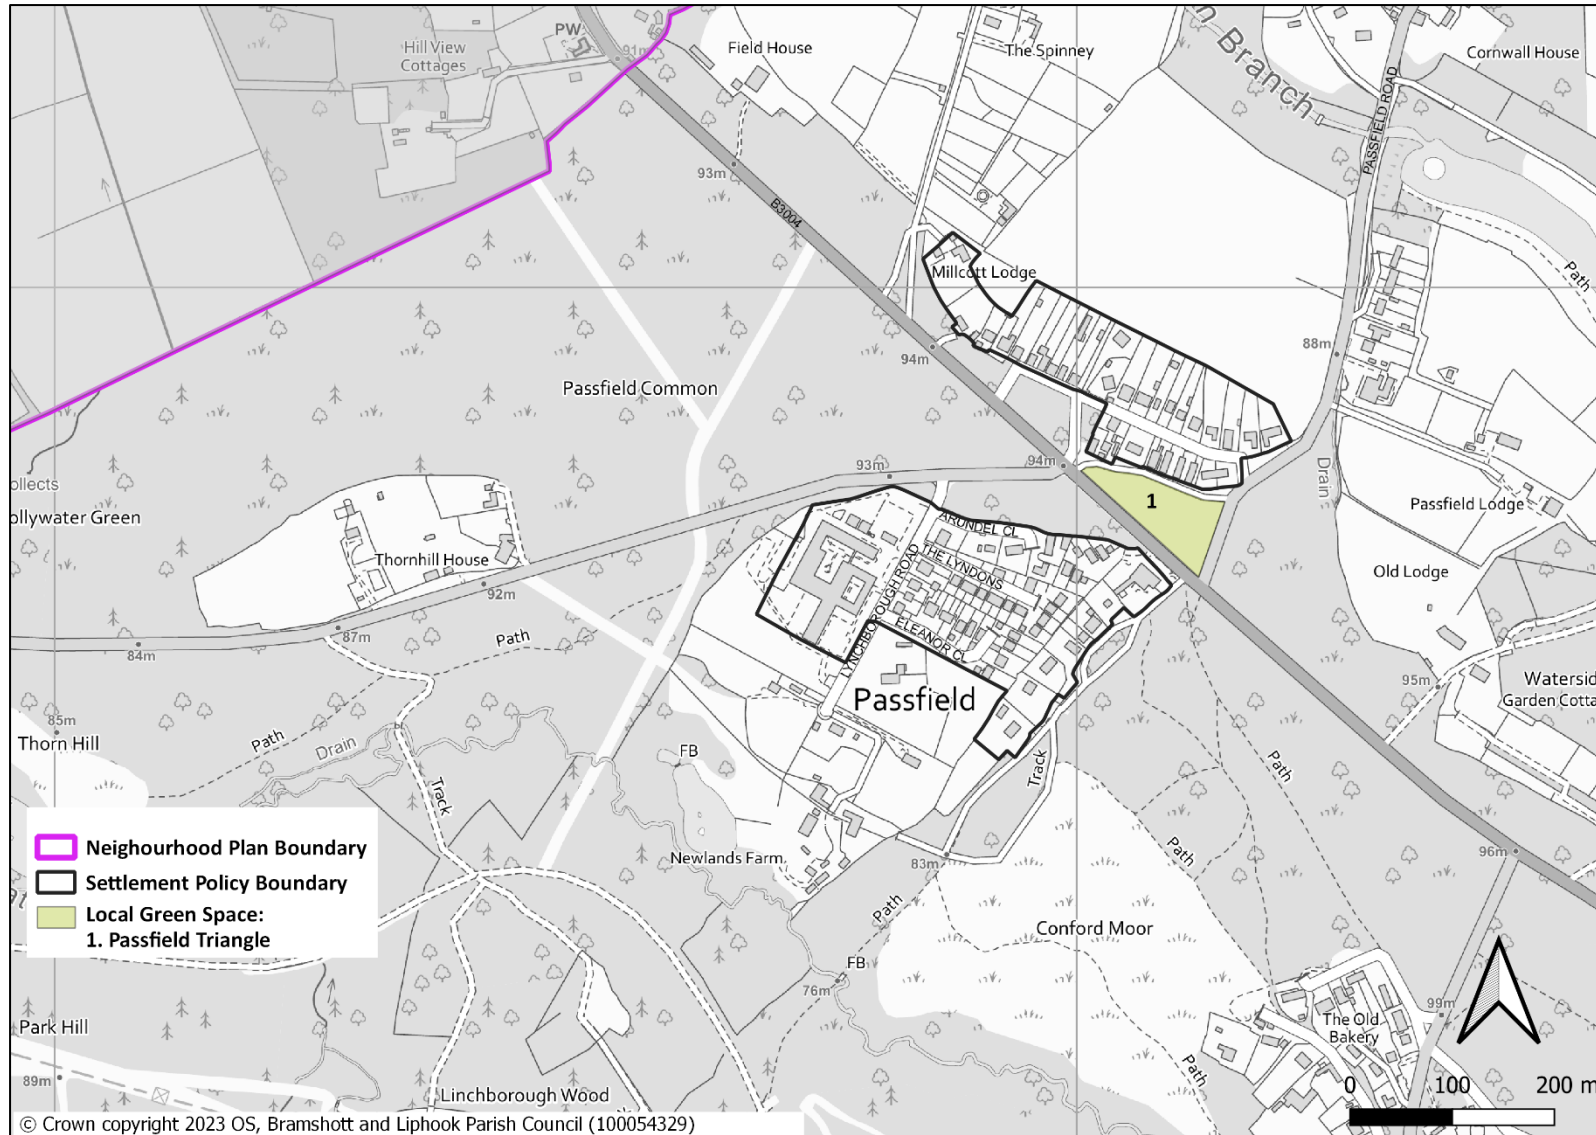 PW
91m
Hill View
Cottages
Field House
The Spinney
Branch
Cornwall House
PASSFIELD ROAD
93m
B3004
Millcott Lodge
Path
94m
88m
Passfield Common
93m
94m
1
Drain
Passfield Lodge
ollects
ollywater Green
ARUNDEL CL
THE LYNDONS
LYNCHBOROUGH ROAD
ELEANOR CL
Thornhill House
92m
Old Lodge
87m
Path
84m
Passfield
95m
Watersid
Garden Cotta
85m
Thorn Hill
Path
Drain
FB
Track
Track
Path
Neighourhood Plan Boundary
Settlement Policy Boundary
Local Green Space:
1. Passfield Triangle
Newlands Farm
83m
Path
96m
Path
Conford Moor
FB
76m
99m
The Old
Bakery
Park Hill
Path
89m
Linchborough Wood
0 100 200 m
© Crown copyright 2023 OS, Bramshott and Liphook Parish Council (100054329)